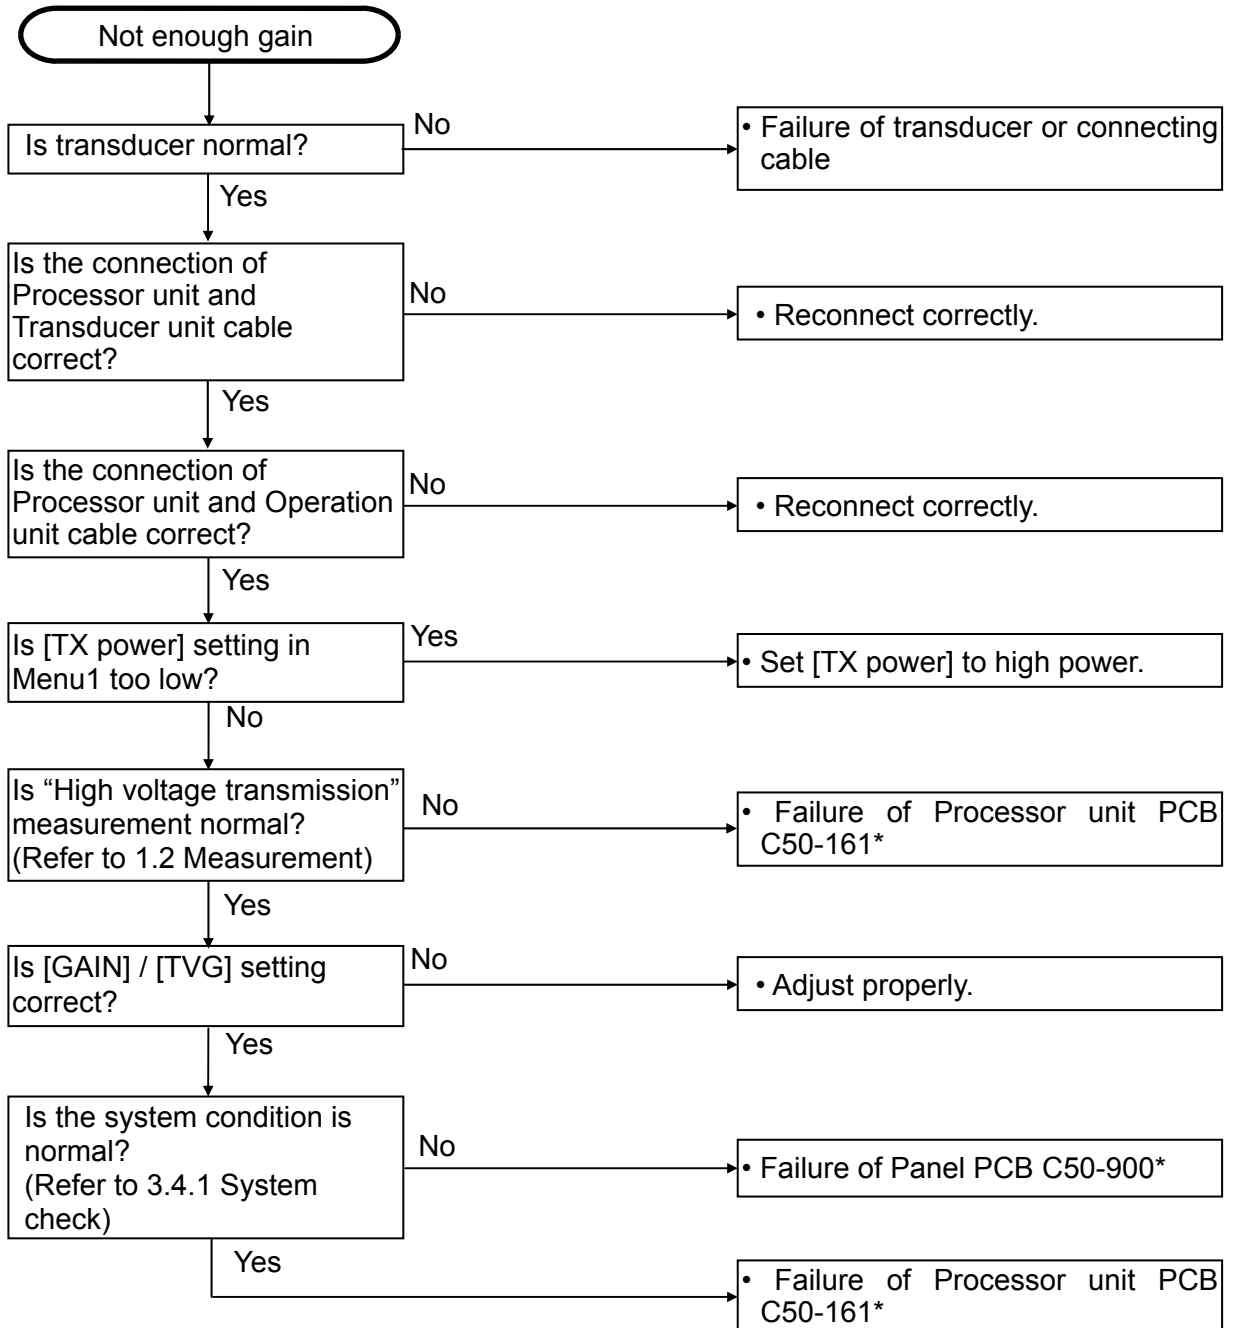 Not enough gain
Is transducer normal?
No
• Failure of transducer or connecting
cable
Yes
Is the connection of
Processor unit and
Transducer unit cable
correct?
No
• Reconnect correctly.
Yes
Is the connection of
Processor unit and Operation
unit cable correct?
No
• Reconnect correctly.
Yes
Is [TX power] setting in
Menu1 too low?
Yes
• Set [TX power] to high power.
No
Is “High voltage transmission”
measurement normal?
(Refer to 1.2 Measurement)
No
• Failure of Processor unit PCB
C50-161*
Yes
Is [GAIN] / [TVG] setting
correct?
No
• Adjust properly.
Yes
Is the system condition is
normal?
(Refer to 3.4.1 System
check)
No
• Failure of Panel PCB C50-900*
Yes
• Failure of Processor unit PCB
C50-161*